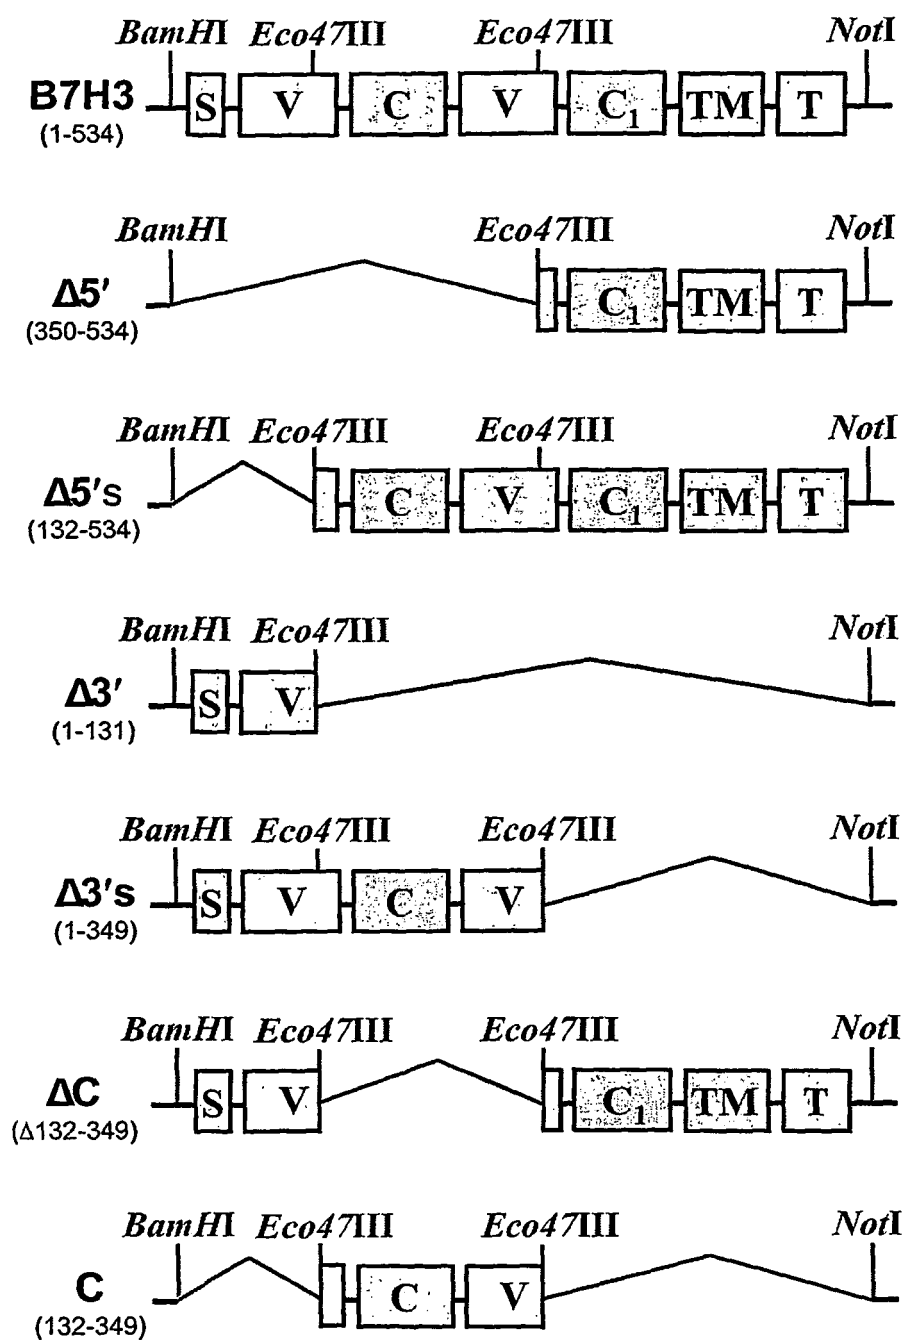 BamHI Eco47III Eco47III NotI
B7H3 S V C V C1 TM T
(1-534)
BamHI Eco47III NotI
Δ5' C1 TM T
(350-534)
BamHI Eco47III Eco47III NotI
Δ5's C V C1 TM T
(132-534)
BamHI Eco47III NotI
Δ3' S V
(1-131)
BamHI Eco47III Eco47III NotI
Δ3's S V C V
(1-349)
BamHI Eco47III Eco47III NotI
ΔC S V C1 TM T
(Δ132-349)
BamHI Eco47III Eco47III NotI
C C V
(132-349)